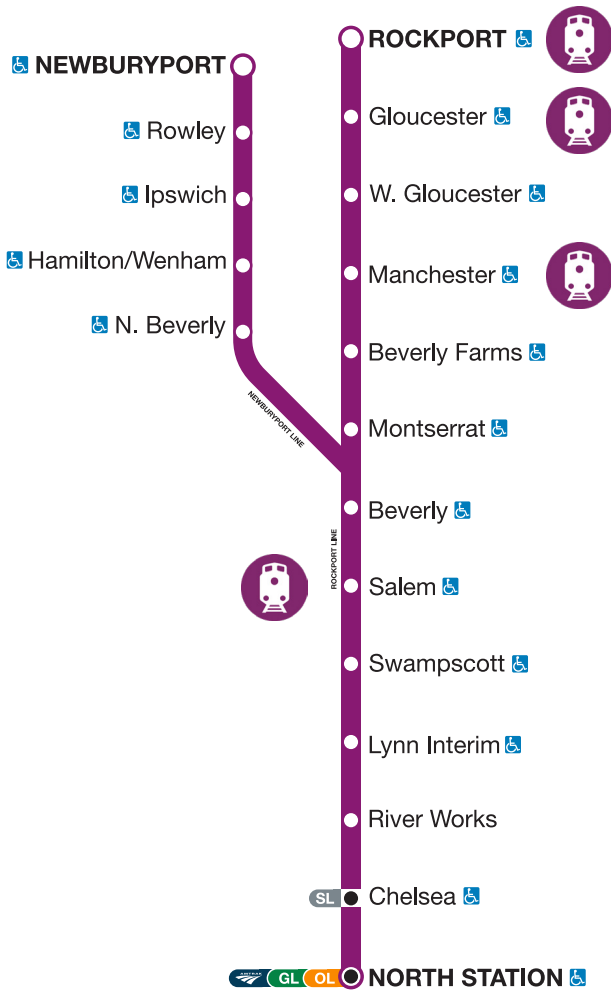 NEWBURYPORT
Rowley
Ipswich
Hamilton/Wenham
N. Beverly
NEWBURYPORT LINE
ROCKPORT
Gloucester
W. Gloucester
Manchester
Beverly Farms
Montserrat
Beverly
ROCKPORT LINE
Salem
Swampscott
Lynn Interim
River Works
SL Chelsea
AMTRAK GL OL NORTH STATION